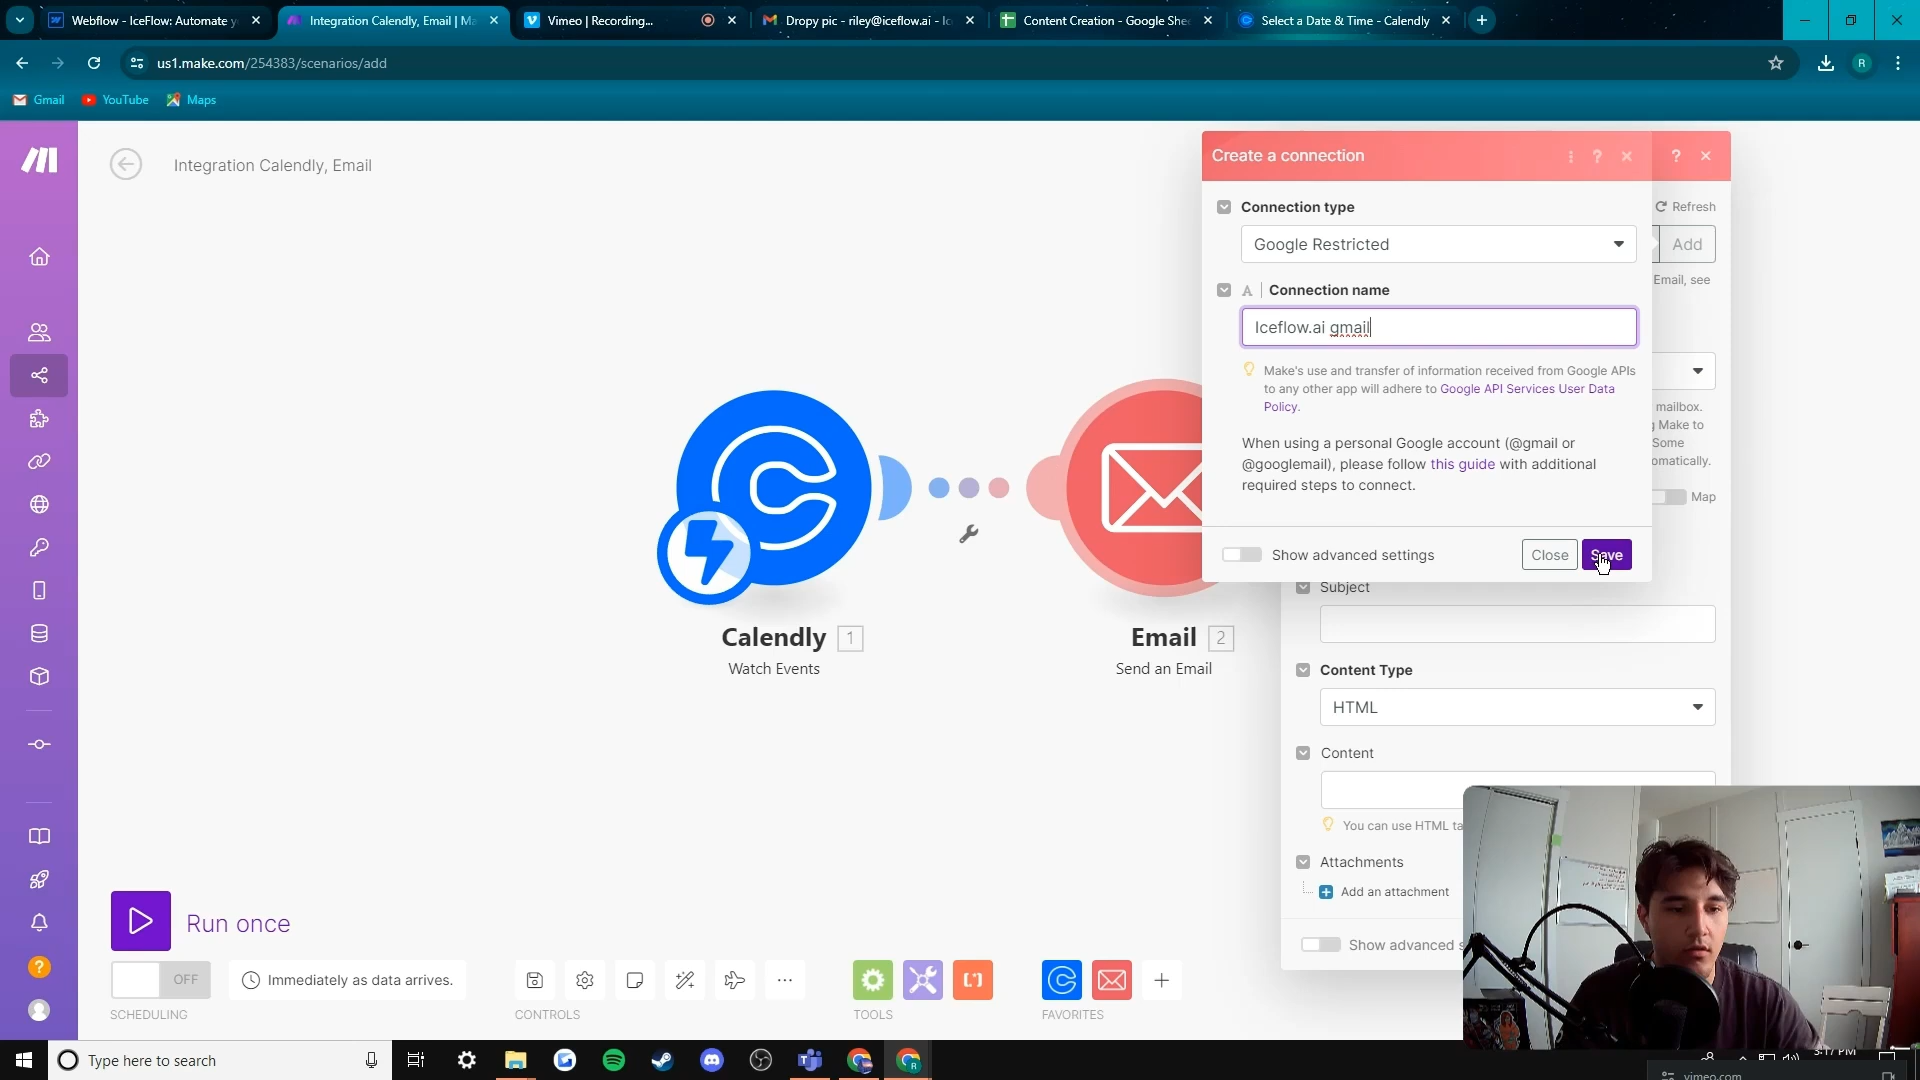 Webflow - IceFlow: Automate y
Integration Calendly, Email | Ma
Vimeo | Recording...
Dropy pic - riley@iceflow.ai - Ic
Content Creation - Google Shee
Select a Date & Time - Calendly
us1.make.com/254383/scenarios/add
R
Gmail
YouTube
Maps
Integration Calendly, Email
Create a connection
Connection type
Refresh
Google Restricted
Add
Email, see
A
Connection name
Iceflow.ai gmail
Make's use and transfer of information received from Google APIs
to any other app will adhere to Google API Services User Data
Policy.
mailbox.
g Make to
Some
omatically.
When using a personal Google account (@gmail or
@googlemail), please follow this guide with additional
required steps to connect.
Map
Show advanced settings
Close
Save
Subject
Calendly 1
Watch Events
Email 2
Send an Email
Content Type
HTML
Content
You can use HTML ta
Attachments
Add an attachment
Show advanced s
Run once
OFF
Immediately as data arrives.
SCHEDULING
CONTROLS
TOOLS
FAVORITES
Type here to search
3:17 PM
vimeo.com